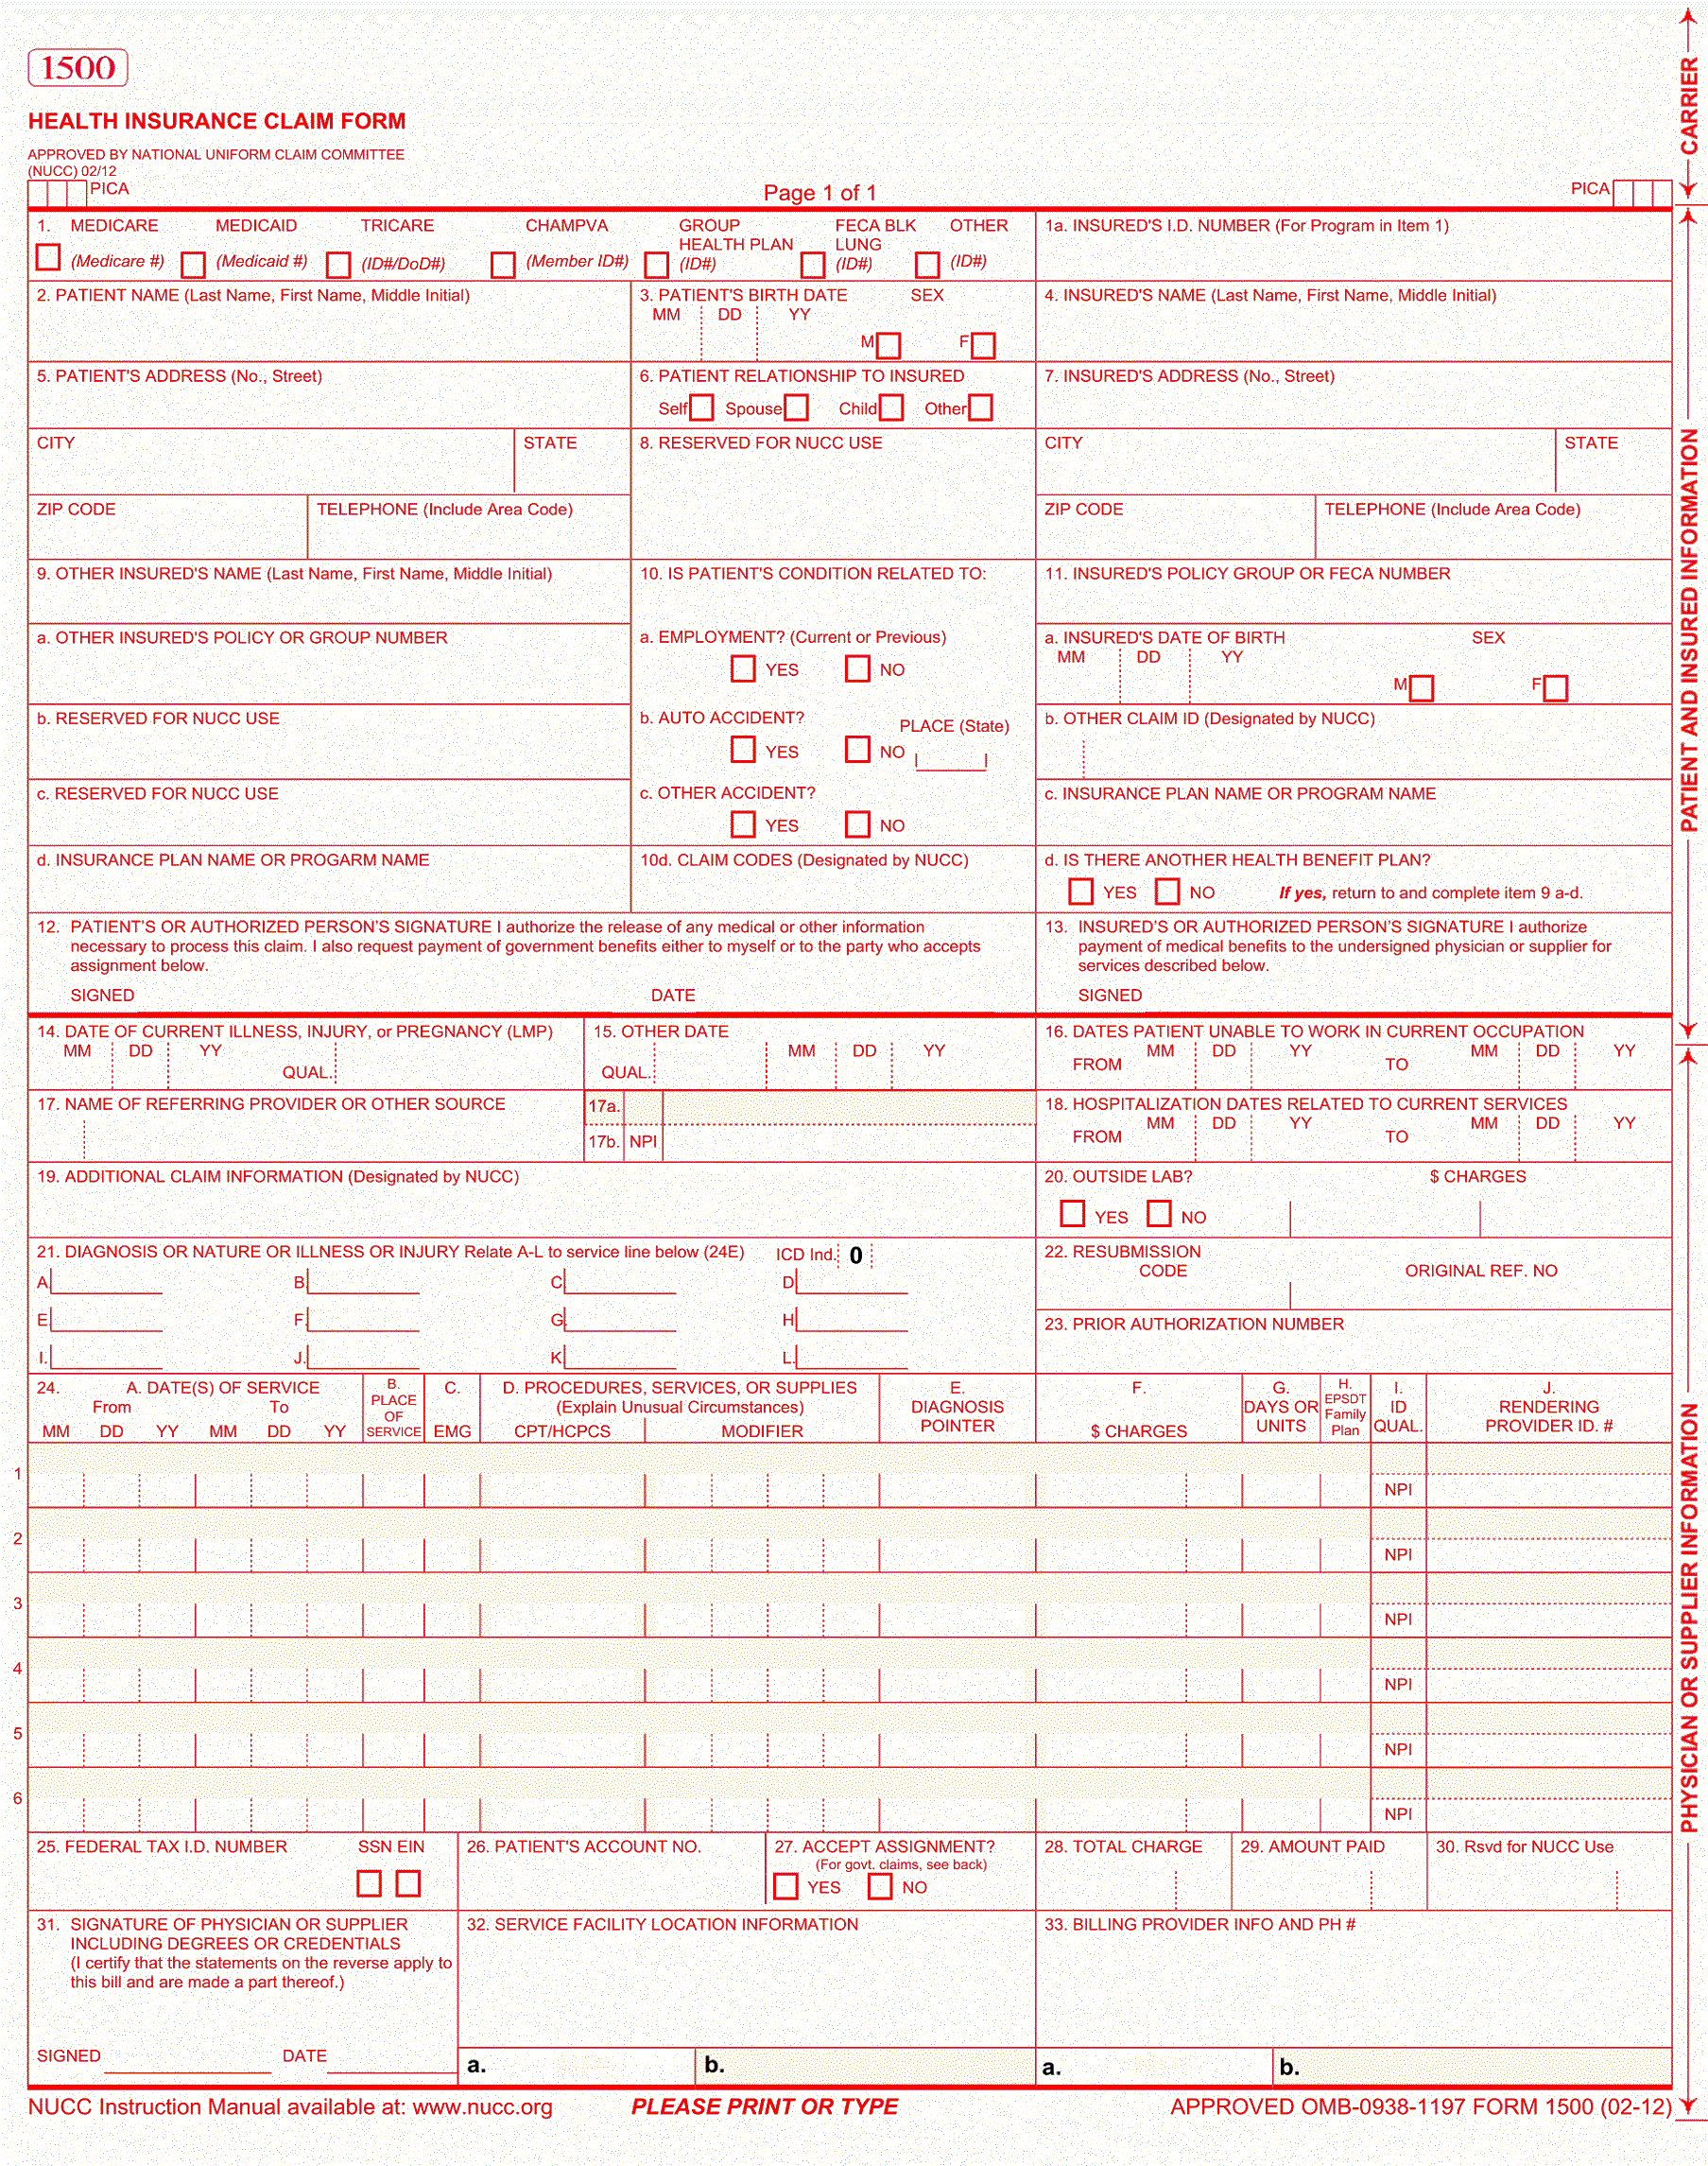 CARRIER
1500
HEALTH INSURANCE CLAIM FORM
APPROVED BY NATIONAL UNIFORM CLAIM COMMITTEE
(NUCC) 02/12
PICA
Page 1 of 1
PICA
1. MEDICARE MEDICAID TRICARE CHAMPVA GROUP FECA BLK OTHER
HEALTH PLAN LUNG
(Medicare #) (Medicaid #) (ID#/DoD#) (Member ID#) (ID#) (ID#) (ID#)
1a. INSURED'S I.D. NUMBER (For Program in Item 1)
2. PATIENT NAME (Last Name, First Name, Middle Initial)
3. PATIENT'S BIRTH DATE SEX
MM DD YY
M F
4. INSURED'S NAME (Last Name, First Name, Middle Initial)
5. PATIENT'S ADDRESS (No., Street)
6. PATIENT RELATIONSHIP TO INSURED
Self Spouse Child Other
7. INSURED'S ADDRESS (No., Street)
CITY STATE
8. RESERVED FOR NUCC USE
CITY STATE
ZIP CODE TELEPHONE (Include Area Code)
ZIP CODE TELEPHONE (Include Area Code)
9. OTHER INSURED'S NAME (Last Name, First Name, Middle Initial)
10. IS PATIENT'S CONDITION RELATED TO:
11. INSURED'S POLICY GROUP OR FECA NUMBER
a. OTHER INSURED'S POLICY OR GROUP NUMBER
a. EMPLOYMENT? (Current or Previous)
YES NO
a. INSURED'S DATE OF BIRTH SEX
MM DD YY
M F
b. RESERVED FOR NUCC USE
b. AUTO ACCIDENT?
PLACE (State)
YES NO
b. OTHER CLAIM ID (Designated by NUCC)
c. RESERVED FOR NUCC USE
c. OTHER ACCIDENT?
YES NO
c. INSURANCE PLAN NAME OR PROGRAM NAME
d. INSURANCE PLAN NAME OR PROGARM NAME
10d. CLAIM CODES (Designated by NUCC)
d. IS THERE ANOTHER HEALTH BENEFIT PLAN?
YES NO If yes, return to and complete item 9 a-d.
12. PATIENT'S OR AUTHORIZED PERSON'S SIGNATURE I authorize the release of any medical or other information
necessary to process this claim. I also request payment of government benefits either to myself or to the party who accepts
assignment below.
SIGNED DATE
13. INSURED'S OR AUTHORIZED PERSON'S SIGNATURE I authorize
payment of medical benefits to the undersigned physician or supplier for
services described below.
SIGNED
PATIENT AND INSURED INFORMATION
14. DATE OF CURRENT ILLNESS, INJURY, or PREGNANCY (LMP)
MM DD YY
QUAL.
15. OTHER DATE
MM DD YY
QUAL.
16. DATES PATIENT UNABLE TO WORK IN CURRENT OCCUPATION
MM DD YY MM DD YY
FROM TO
17. NAME OF REFERRING PROVIDER OR OTHER SOURCE
17a.
17b. NPI
18. HOSPITALIZATION DATES RELATED TO CURRENT SERVICES
MM DD YY MM DD YY
FROM TO
19. ADDITIONAL CLAIM INFORMATION (Designated by NUCC)
20. OUTSIDE LAB? $ CHARGES
YES NO
21. DIAGNOSIS OR NATURE OR ILLNESS OR INJURY Relate A-L to service line below (24E) ICD Ind. 0
A B C D
E F. G H
I. J. K L.
22. RESUBMISSION
CODE ORIGINAL REF. NO
23. PRIOR AUTHORIZATION NUMBER
24. A. DATE(S) OF SERVICE
From To
MM DD YY MM DD YY
B.
PLACE
OF
SERVICE
C.
EMG
D. PROCEDURES, SERVICES, OR SUPPLIES
(Explain Unusual Circumstances)
CPT/HCPCS MODIFIER
E.
DIAGNOSIS
POINTER
F.
$ CHARGES
G.
DAYS OR
UNITS
H.
EPSDT
Family
Plan
I.
ID
QUAL.
J.
RENDERING
PROVIDER ID. #
1
NPI
2
NPI
3
NPI
4
NPI
5
NPI
6
NPI
25. FEDERAL TAX I.D. NUMBER SSN EIN
26. PATIENT'S ACCOUNT NO.
27. ACCEPT ASSIGNMENT?
(For govt. claims, see back)
YES NO
28. TOTAL CHARGE
29. AMOUNT PAID
30. Rsvd for NUCC Use
31. SIGNATURE OF PHYSICIAN OR SUPPLIER
INCLUDING DEGREES OR CREDENTIALS
(I certify that the statements on the reverse apply to
this bill and are made a part thereof.)
SIGNED DATE
32. SERVICE FACILITY LOCATION INFORMATION
a. b.
33. BILLING PROVIDER INFO AND PH #
a. b.
PHYSICIAN OR SUPPLIER INFORMATION
NUCC Instruction Manual available at: www.nucc.org
PLEASE PRINT OR TYPE
APPROVED OMB-0938-1197 FORM 1500 (02-12)